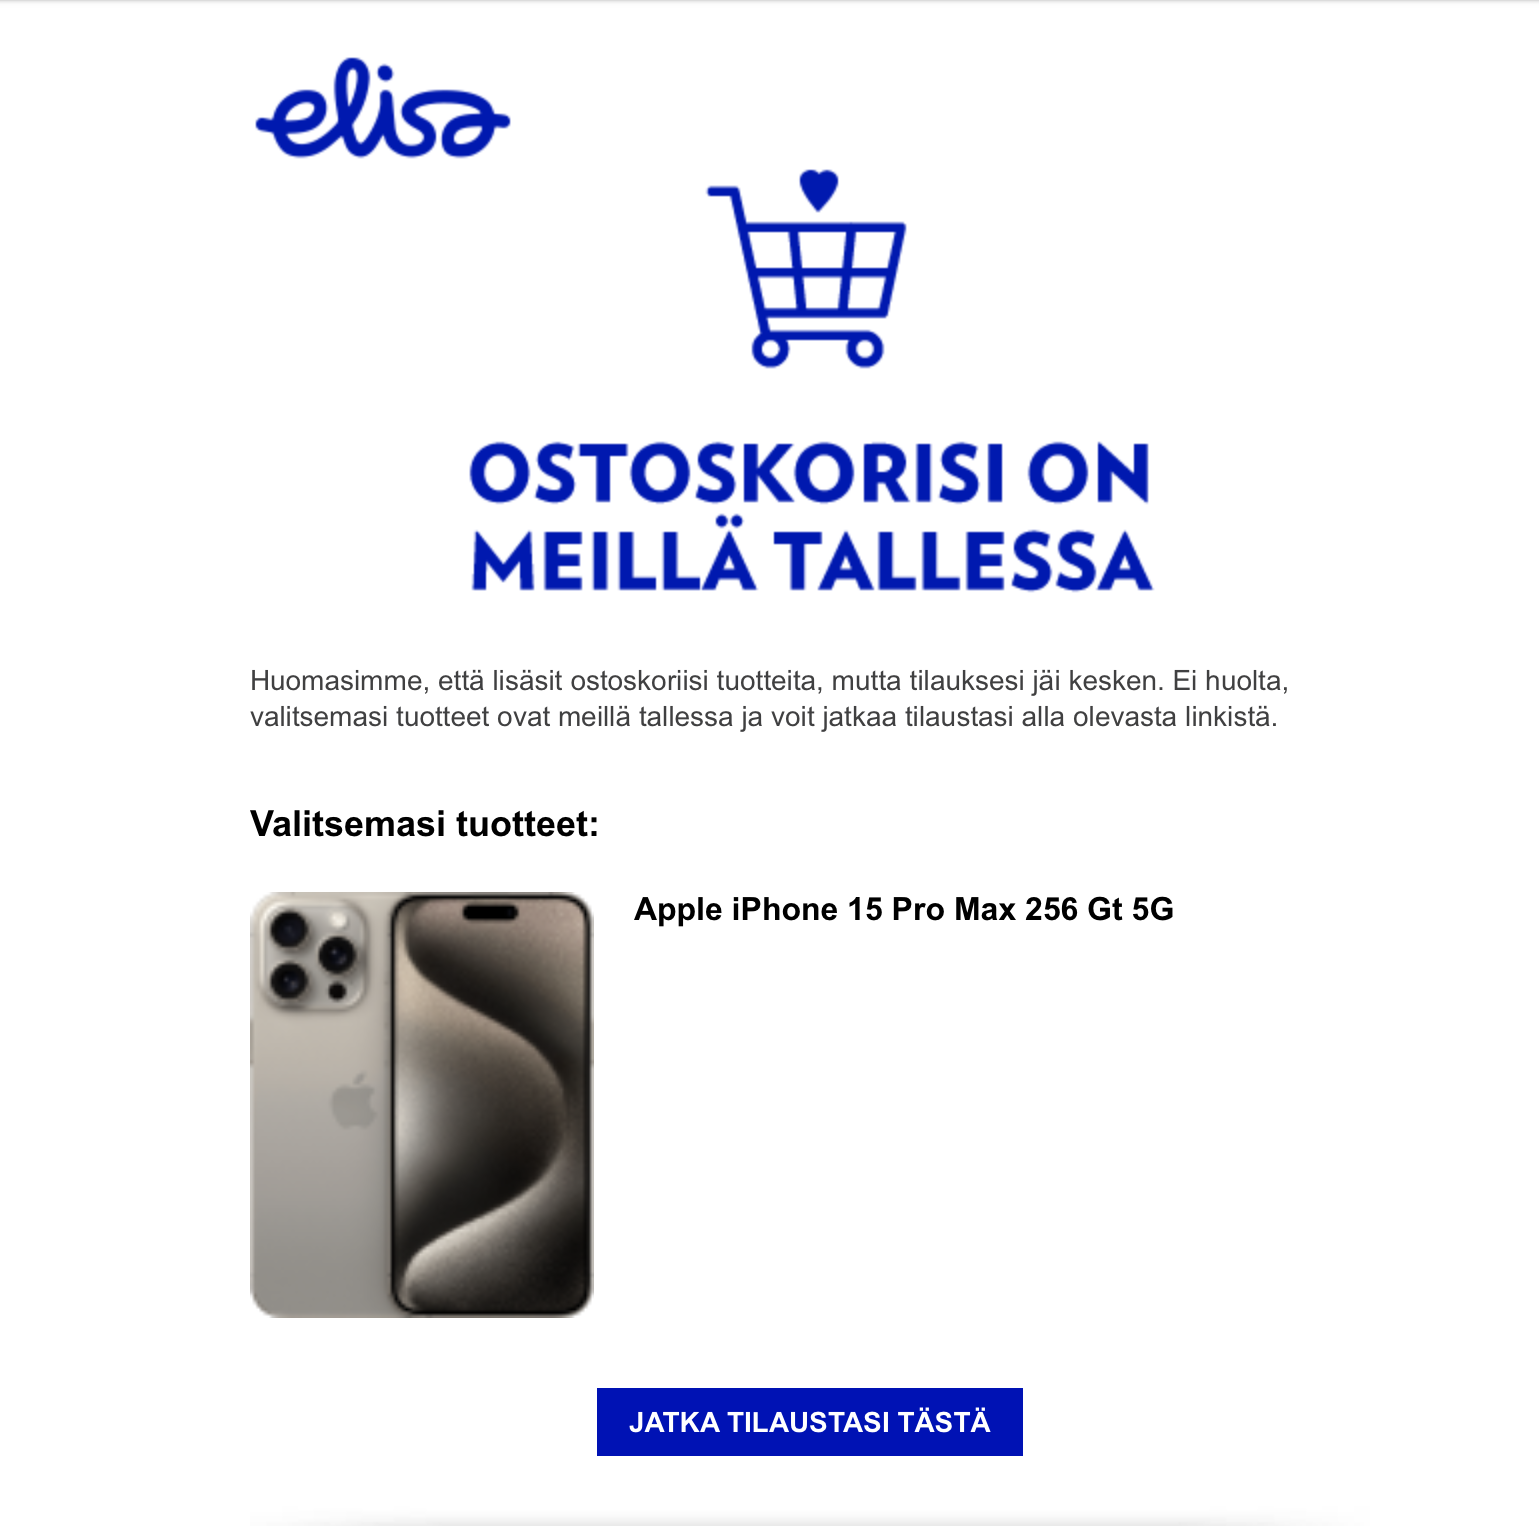 elisa
OSTOSKORISI ON
MEILLÄ TALLESSA
Huomasimme, että lisäsit ostoskoriisi tuotteita, mutta tilauksesi jäi kesken. Ei huolta,
valitsemasi tuotteet ovat meillä tallessa ja voit jatkaa tilaustasi alla olevasta linkistä.
Valitsemasi tuotteet:
Apple iPhone 15 Pro Max 256 Gt 5G
JATKA TILAUSTASI TÄSTÄ